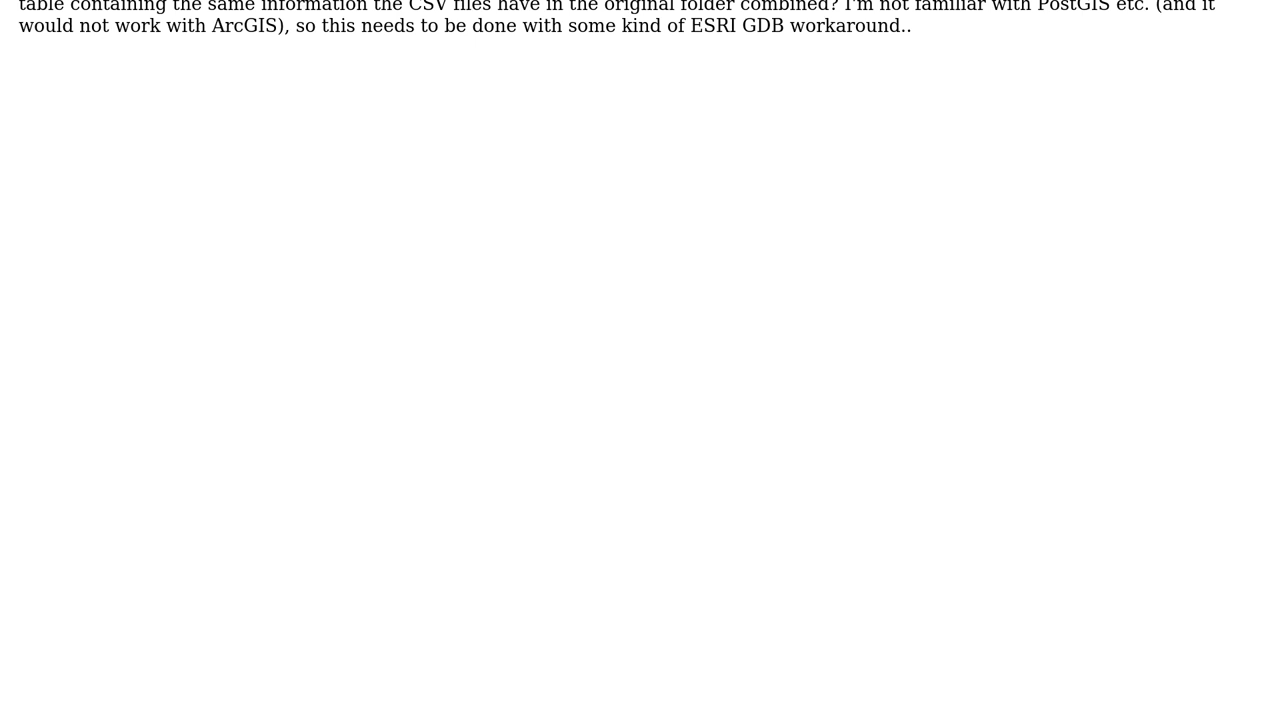 table containing the same information the CSV files have in the original folder combined? I'm not familiar with PostGIS etc. (and it
would not work with ArcGIS), so this needs to be done with some kind of ESRI GDB workaround..